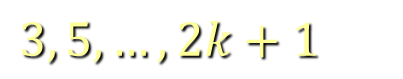 3, 5, … , 2k + 1